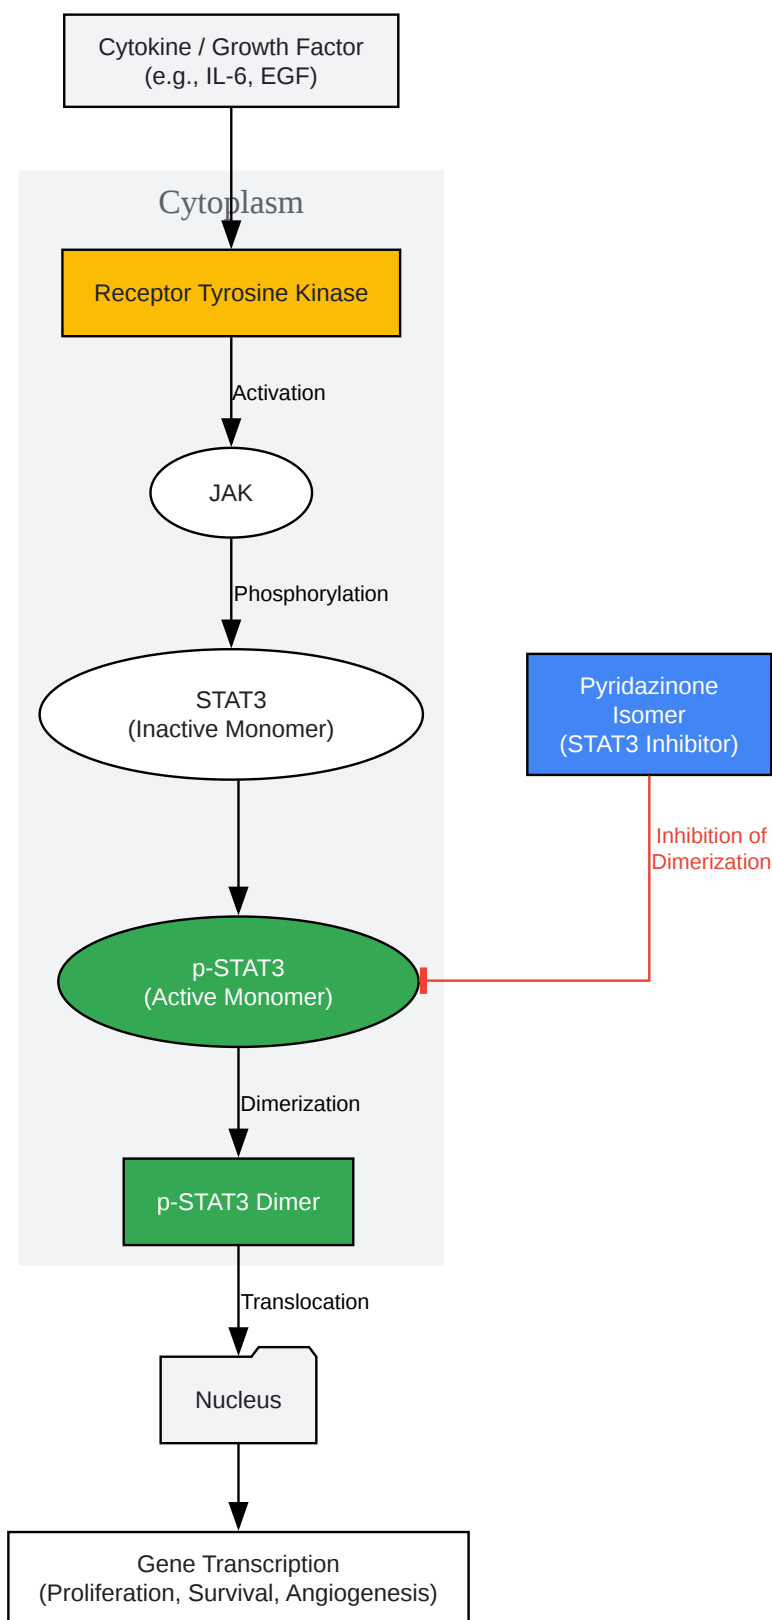 Cytokine / Growth Factor
(e.g., IL-6, EGF)
Cytoplasm
Receptor Tyrosine Kinase
Activation
JAK
Phosphorylation
STAT3
(Inactive Monomer)
Pyridazinone
Isomer
(STAT3 Inhibitor)
Inhibition of
Dimerization
p-STAT3
(Active Monomer)
Dimerization
p-STAT3 Dimer
Translocation
Nucleus
Gene Transcription
(Proliferation, Survival, Angiogenesis)